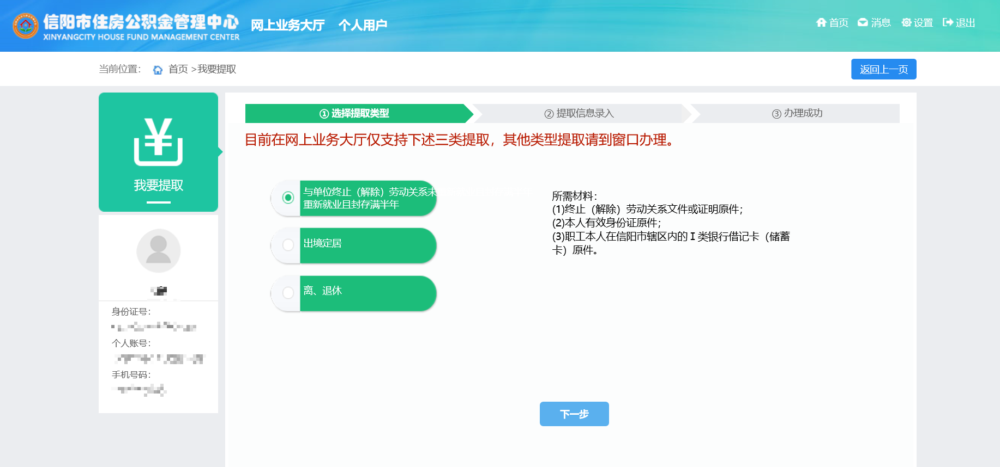 信阳市住房公积金管理中心
XINYANGCITY HOUSE FUND MANAGEMENT CENTER
网上业务大厅 个人用户
首页 消息 设置 退出
当前位置： 首页 >我要提取
返回上一页
我要提取
① 选择提取类型
② 提取信息录入
③ 办理成功
目前在网上业务大厅仅支持下述三类提取，其他类型提取请到窗口办理。
与单位终止（解除）劳动关系未
重新就业且封存满半年
出境定居
离、退休
所需材料：
(1)终止（解除）劳动关系文件或证明原件；
(2)本人有效身份证原件；
(3)职工本人在信阳市辖区内的 I 类银行借记卡（储蓄
卡）原件。
身份证号：
个人账号：
手机号码：
下一步